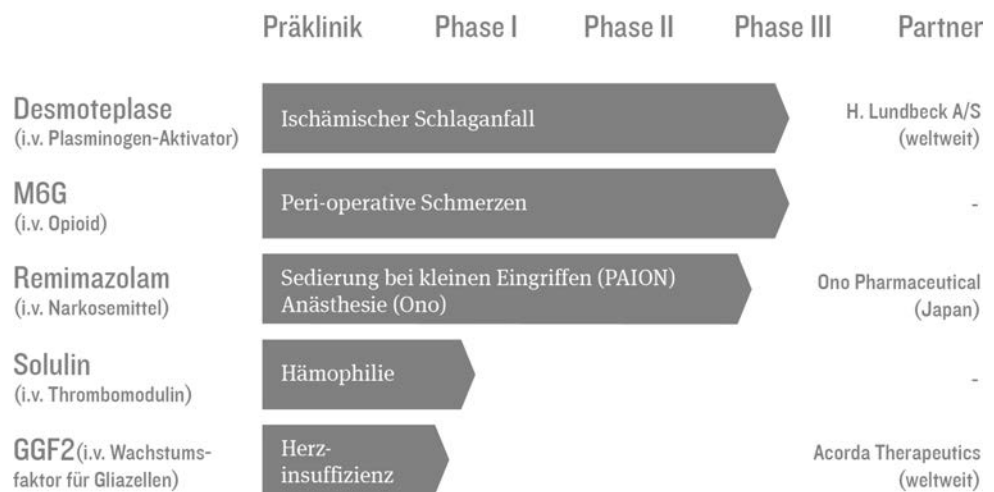 Präklinik Phase I Phase II Phase III Partner
Desmoteplase
(i.v. Plasminogen-Aktivator)
Ischämischer Schlaganfall
H. Lundbeck A/S
(weltweit)
M6G
(i.v. Opioid)
Peri-operative Schmerzen
-
Remimazolam
(i.v. Narkosemittel)
Sedierung bei kleinen Eingriffen (PAION)
Anästhesie (Ono)
Ono Pharmaceutical
(Japan)
Solulin
(i.v. Thrombomodulin)
Hämophilie
-
GGF2 (i.v. Wachstums-
faktor für Gliazellen)
Herz-
insuffizienz
Acorda Therapeutics
(weltweit)